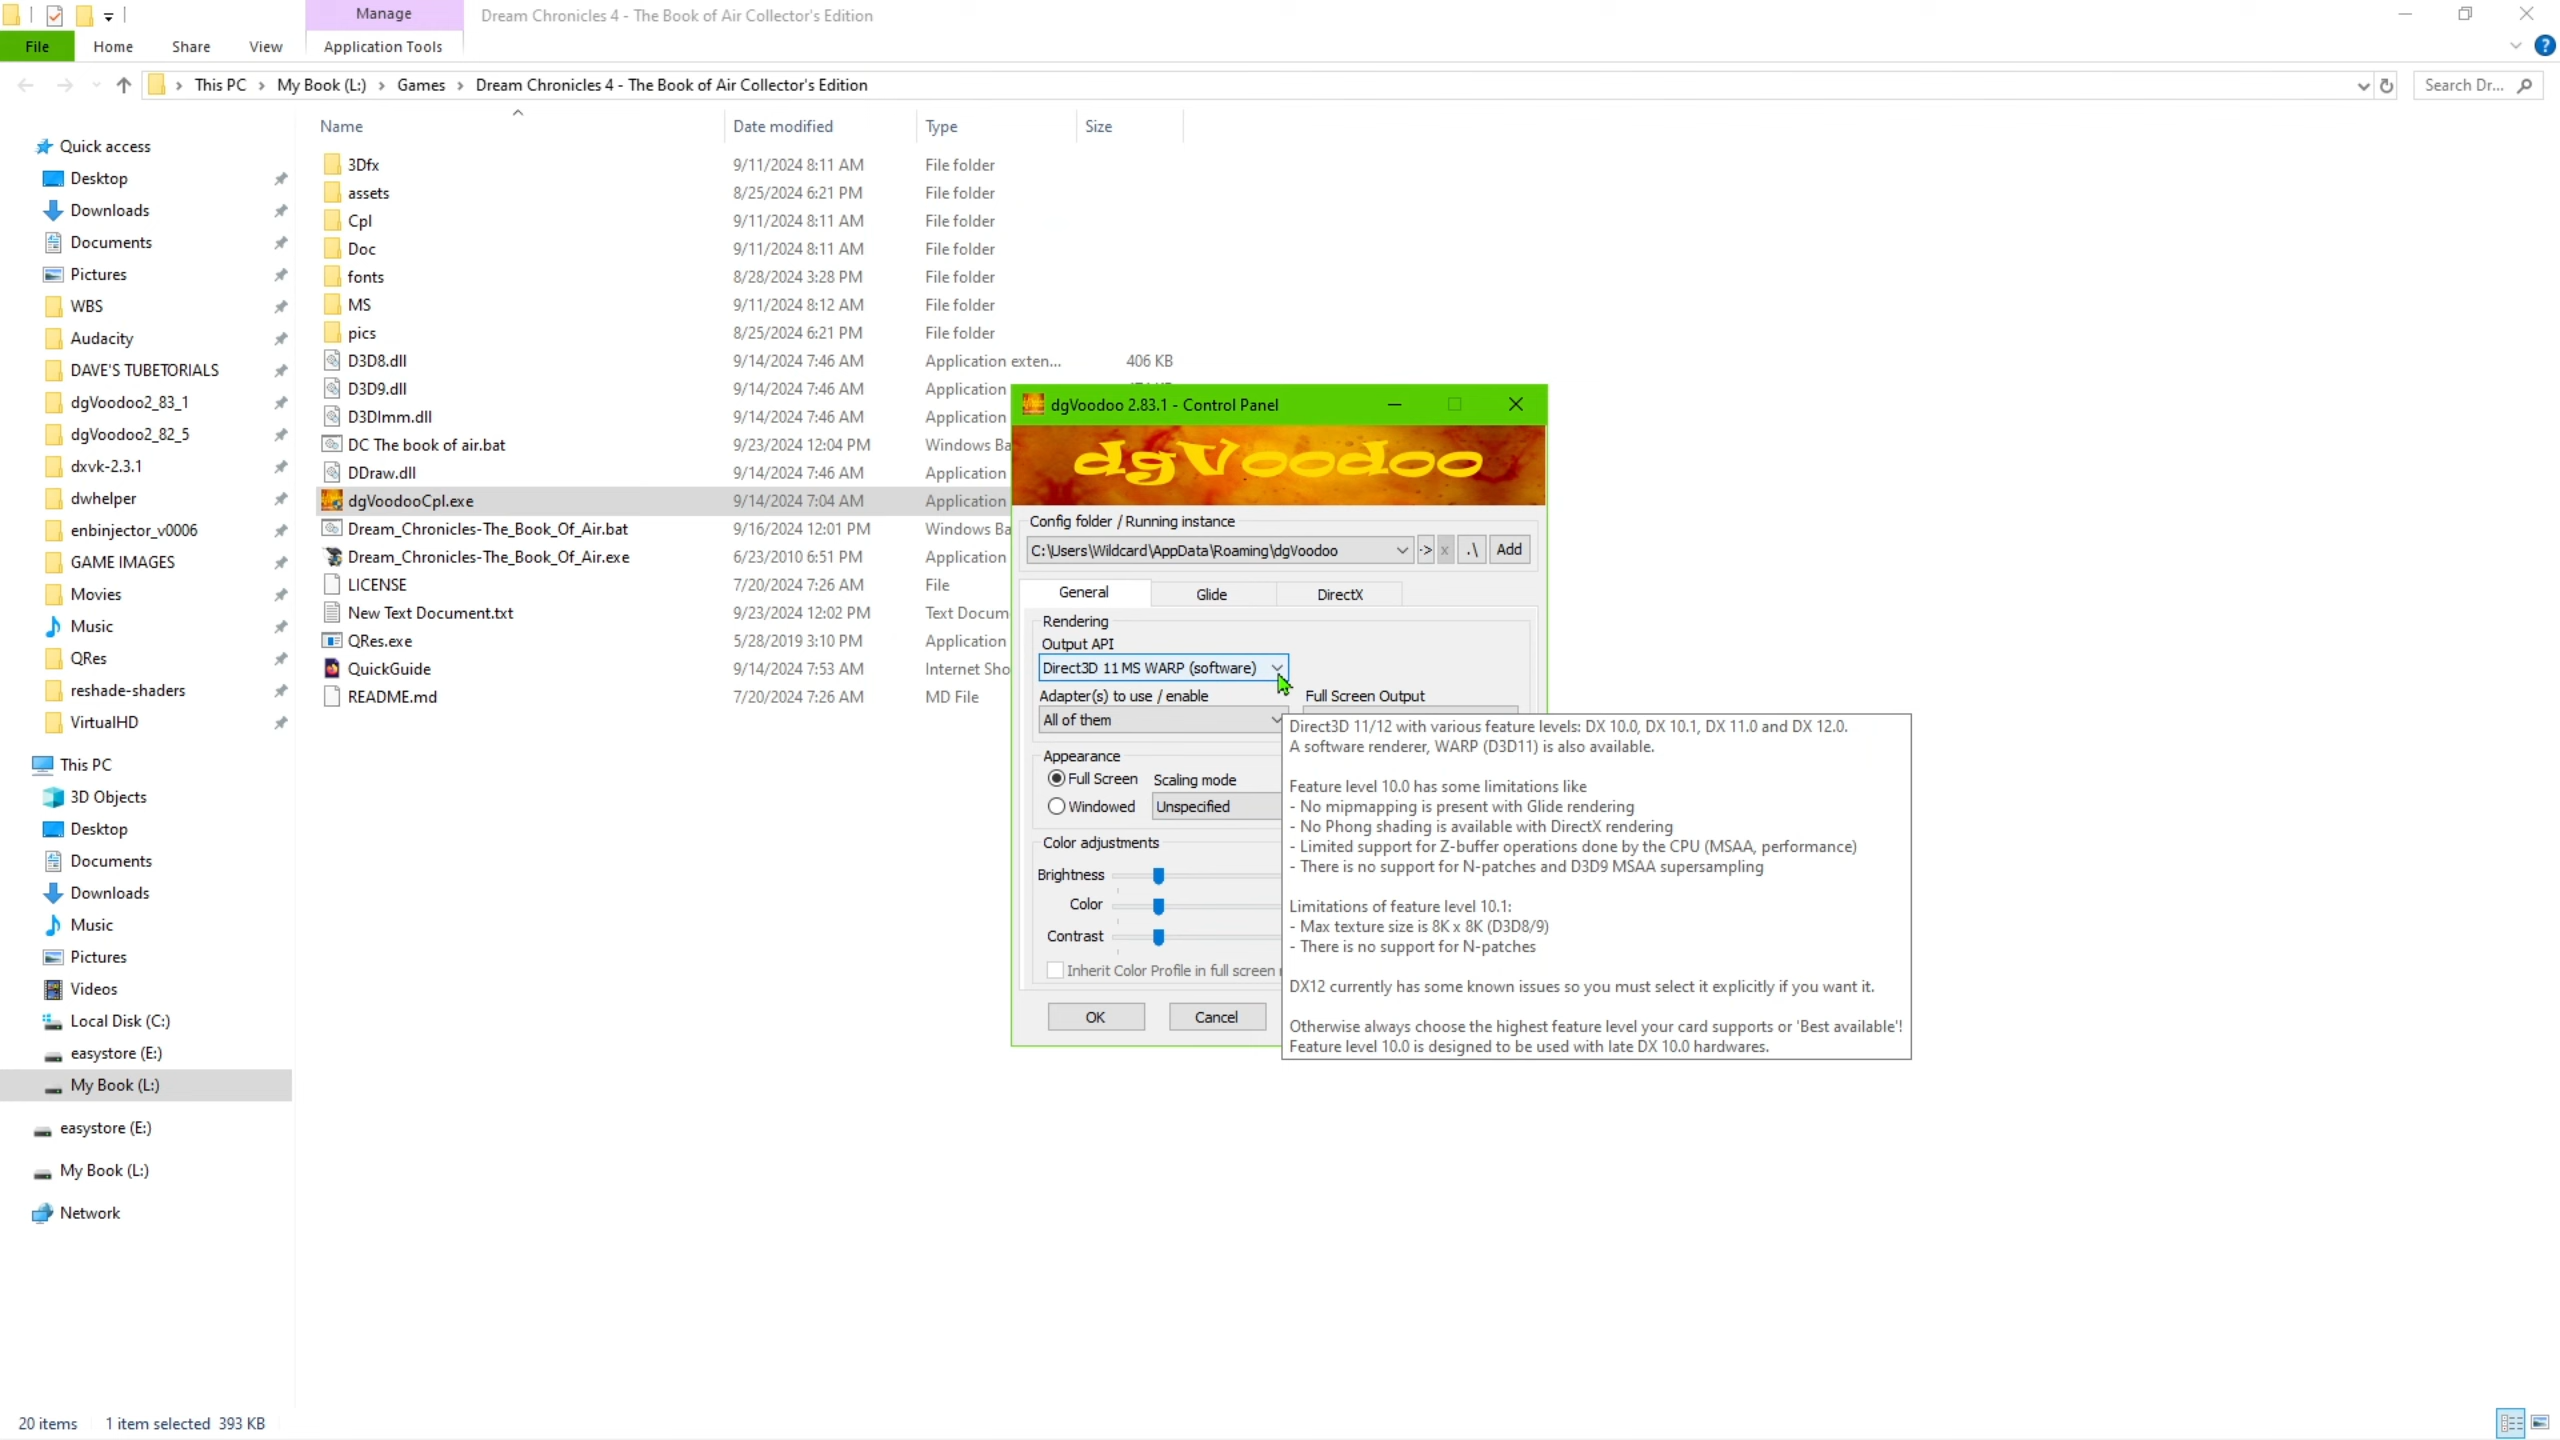 Manage
Dream Chronicles 4 - The Book of Air Collector's Edition
File
Home
Share
View
Application Tools
This PC
My Book (L:)
Games
Dream Chronicles 4 - The Book of Air Collector's Edition
Search Dr...
Name
Date modified
Type
Size
Quick access
Desktop
Downloads
Documents
Pictures
WBS
Audacity
DAVE'S TUBETORIALS
dgVoodoo2_83_1
dgVoodoo2_82_5
dxvk-2.3.1
dwhelper
enbinjector_v0006
GAME IMAGES
Movies
Music
QRes
reshade-shaders
VirtualHD
This PC
3D Objects
Desktop
Documents
Downloads
Music
Pictures
Videos
Local Disk (C:)
easystore (E:)
My Book (L:)
easystore (E:)
My Book (L:)
Network
3Dfx 9/11/2024 8:11 AM File folder
assets 8/25/2024 6:21 PM File folder
Cpl 9/11/2024 8:11 AM File folder
Doc 9/11/2024 8:11 AM File folder
fonts 8/28/2024 3:28 PM File folder
MS 9/11/2024 8:12 AM File folder
pics 8/25/2024 6:21 PM File folder
D3D8.dll 9/14/2024 7:46 AM Application exten... 406 KB
D3D9.dll 9/14/2024 7:46 AM Application
D3DImm.dll 9/14/2024 7:46 AM Application
DC The book of air.bat 9/23/2024 12:04 PM Windows Ba
DDraw.dll 9/14/2024 7:46 AM Application
dgVoodooCpl.exe 9/14/2024 7:04 AM Application
Dream_Chronicles-The_Book_Of_Air.bat 9/16/2024 12:01 PM Windows Ba
Dream_Chronicles-The_Book_Of_Air.exe 6/23/2010 6:51 PM Application
LICENSE 7/20/2024 7:26 AM File
New Text Document.txt 9/23/2024 12:02 PM Text Docum
QRes.exe 5/28/2019 3:10 PM Application
QuickGuide 9/14/2024 7:53 AM Internet Sho
README.md 7/20/2024 7:26 AM MD File
dgVoodoo 2.83.1 - Control Panel
dgVoodoo
Config folder / Running instance
C:\Users\Wildcard\AppData\Roaming\dgVoodoo
-> x .\ Add
General
Glide
DirectX
Rendering
Output API
Direct3D 11 MS WARP (software)
Adapter(s) to use / enable
Full Screen Output
All of them
Appearance
Full Screen
Scaling mode
Windowed
Unspecified
Color adjustments
Brightness
Color
Contrast
Inherit Color Profile in full screen
OK
Cancel
Direct3D 11/12 with various feature levels: DX 10.0, DX 10.1, DX 11.0 and DX 12.0.
A software renderer, WARP (D3D11) is also available.
Feature level 10.0 has some limitations like
- No mipmapping is present with Glide rendering
- No Phong shading is available with DirectX rendering
- Limited support for Z-buffer operations done by the CPU (MSAA, performance)
- There is no support for N-patches and D3D9 MSAA supersampling
Limitations of feature level 10.1:
- Max texture size is 8K x 8K (D3D8/9)
- There is no support for N-patches
DX12 currently has some known issues so you must select it explicitly if you want it.
Otherwise always choose the highest feature level your card supports or 'Best available'!
Feature level 10.0 is designed to be used with late DX 10.0 hardwares.
20 items
1 item selected 393 KB